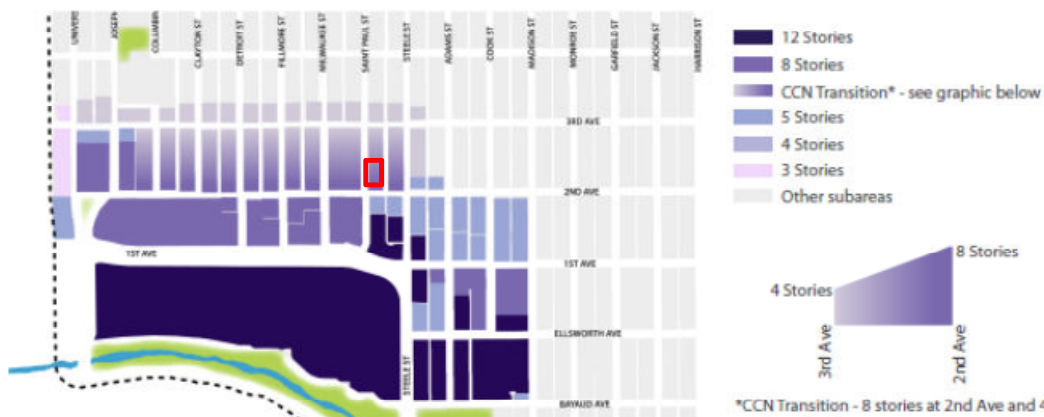 UNIVERS
JOSEPH
COLUMBIN
CLAYTON ST
DETROIT ST
FILLMORE ST
MILWAUKEE ST
SAINT PAUL ST
STEELE ST
ADAMS ST
COOK ST
MADISON ST
MONROE ST
GARFIELD ST
JACKSON ST
HARRISON ST
3RD AVE
2ND AVE
1ST AVE
1ST AVE
ELLSWORTH AVE
STEELE ST
BAYAUD AVE
12 Stories
8 Stories
CCN Transition* - see graphic below
5 Stories
4 Stories
3 Stories
Other subareas
8 Stories
4 Stories
3rd Ave
2nd Ave
*CCN Transition - 8 stories at 2nd Ave and 4